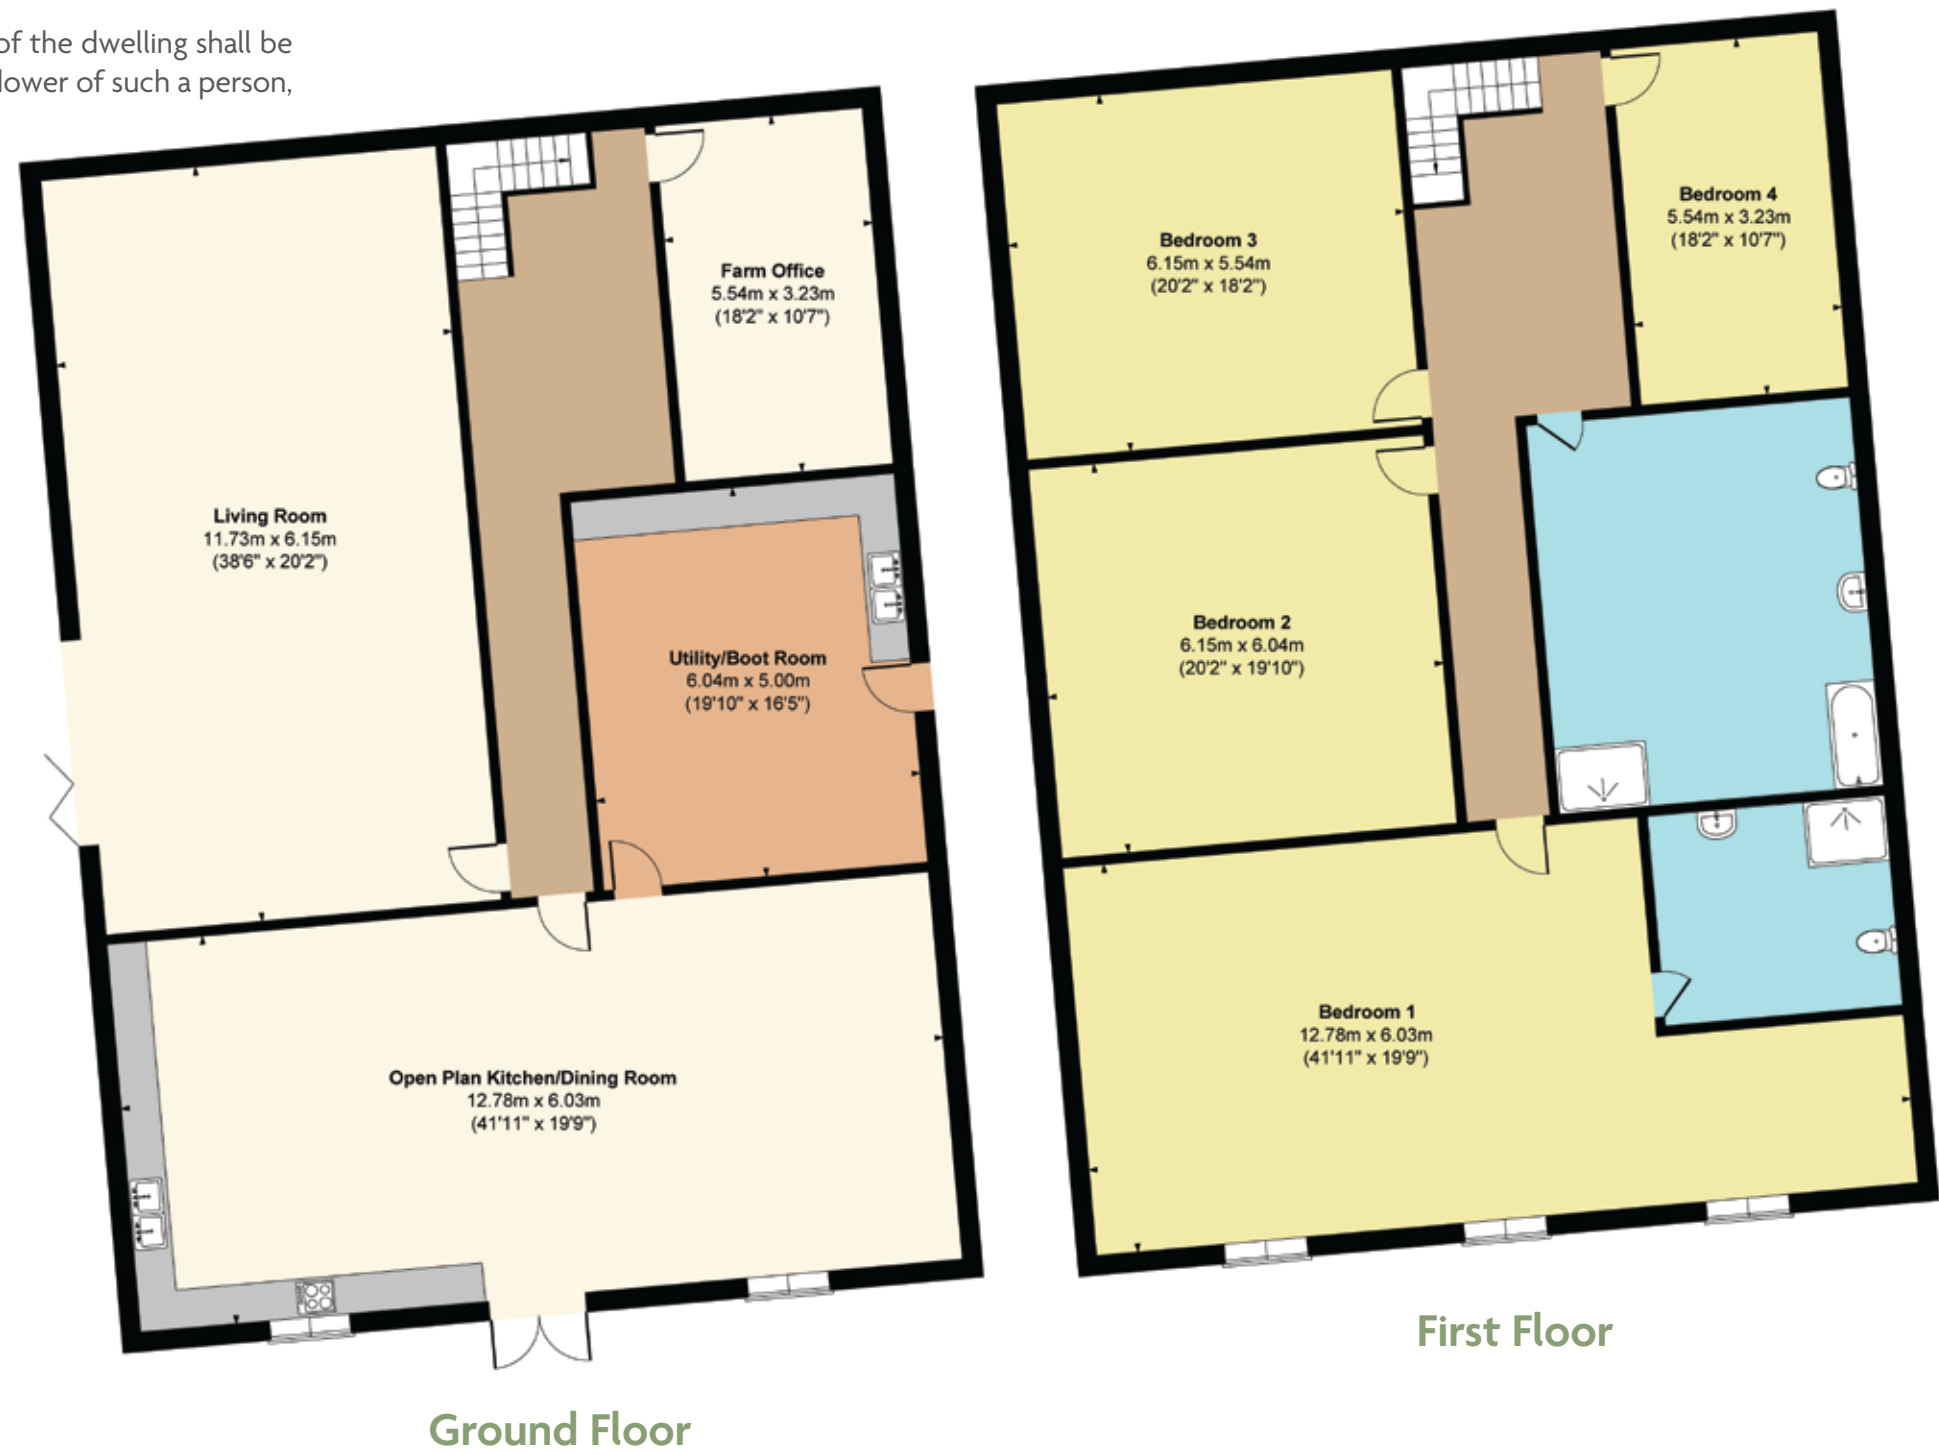 of the dwelling shall be
lower of such a person,
Farm Office
5.54m x 3.23m
(18'2" x 10'7")
Living Room
11.73m x 6.15m
(38'6" x 20'2")
Utility/Boot Room
6.04m x 5.00m
(19'10" x 16'5")
Open Plan Kitchen/Dining Room
12.78m x 6.03m
(41'11" x 19'9")
Ground Floor
Bedroom 4
5.54m x 3.23m
(18'2" x 10'7")
Bedroom 3
6.15m x 5.54m
(20'2" x 18'2")
Bedroom 2
6.15m x 6.04m
(20'2" x 19'10")
Bedroom 1
12.78m x 6.03m
(41'11" x 19'9")
First Floor